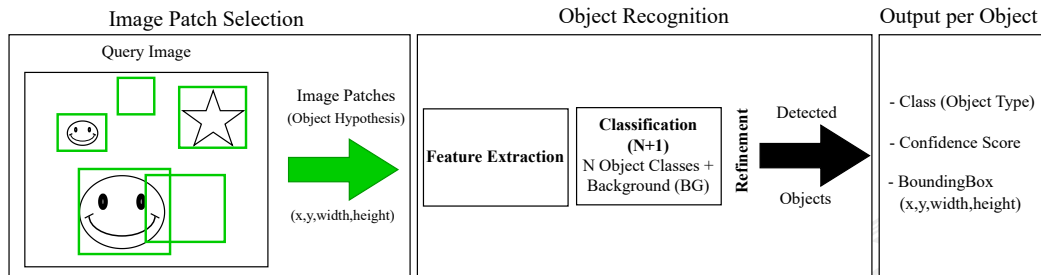 Image Patch Selection
Object Recognition
Output per Object
Query Image
Image Patches
(Object Hypothesis)
(x,y,width,height)
Feature Extraction
Classification
(N+1)
N Object Classes +
Background (BG)
Refinement
Detected
Objects
- Class (Object Type)
- Confidence Score
- BoundingBox
(x,y,width,height)